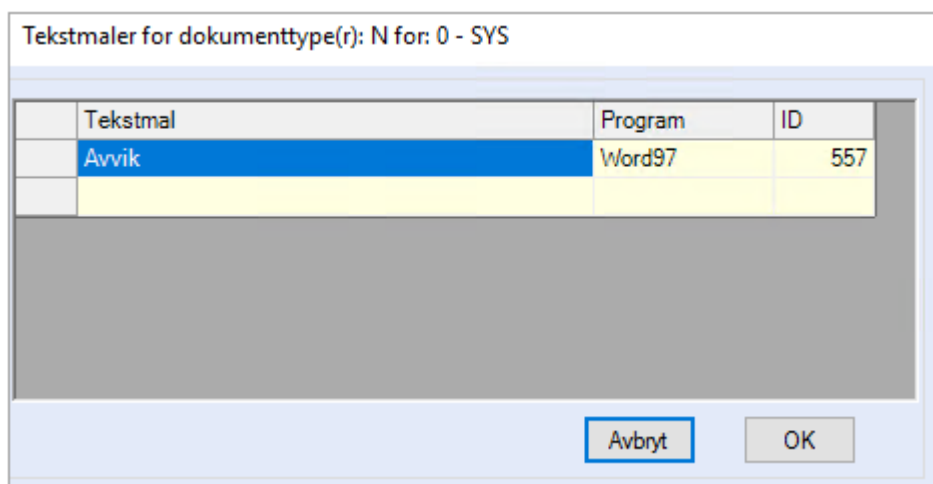 Tekstmaler for dokumenttype(r): N for: 0 - SYS
Tekstmal Program ID
Avvik Word97 557
Avbryt OK